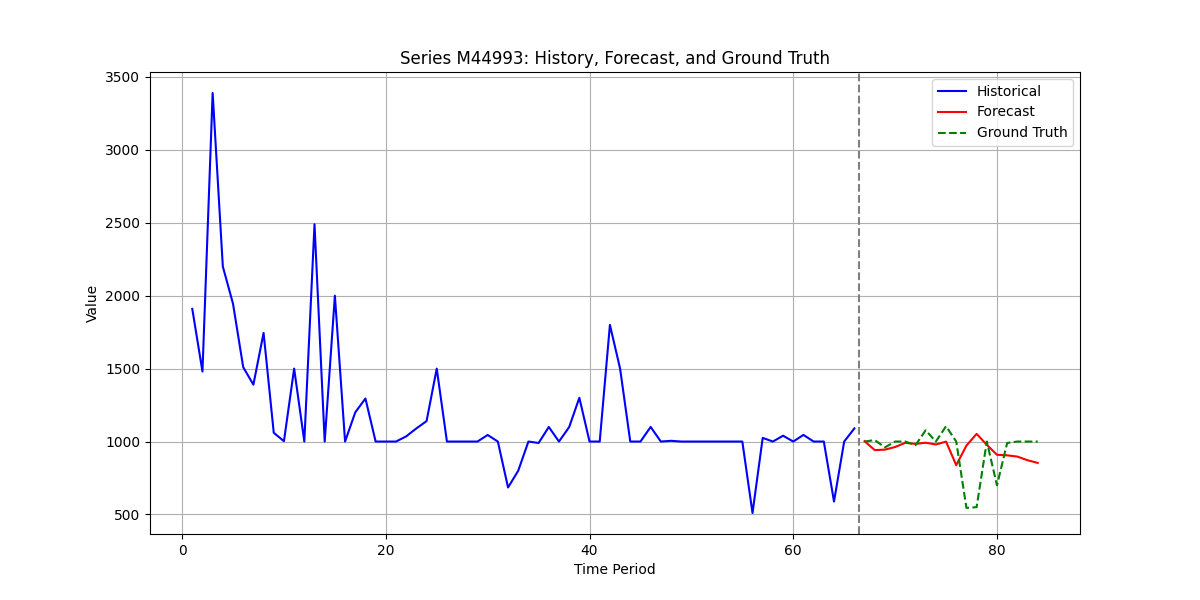 Series M44993: History, Forecast, and Ground Truth
Historical
Forecast
Ground Truth
Value
3500
3000
2500
2000
1500
1000
500
0
20
40
60
80
Time Period